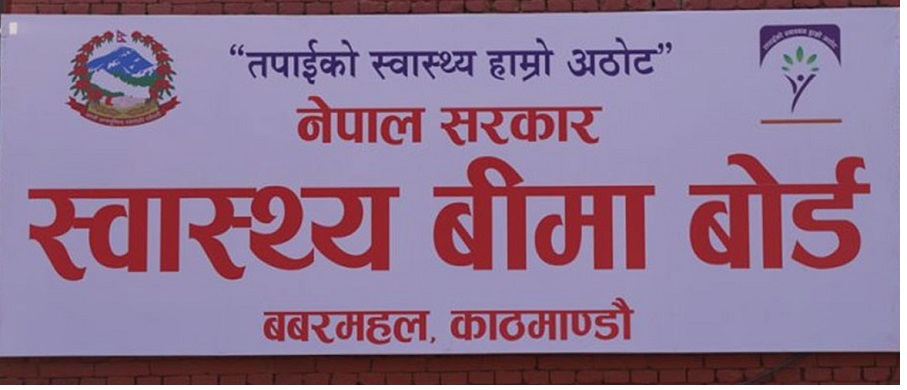 “तपाईको स्वास्थ्य हाम्रो अठोट”
नेपाल सरकार
स्वास्थ्य बीमा बोर्ड
बबरमहल, काठमाण्डौ